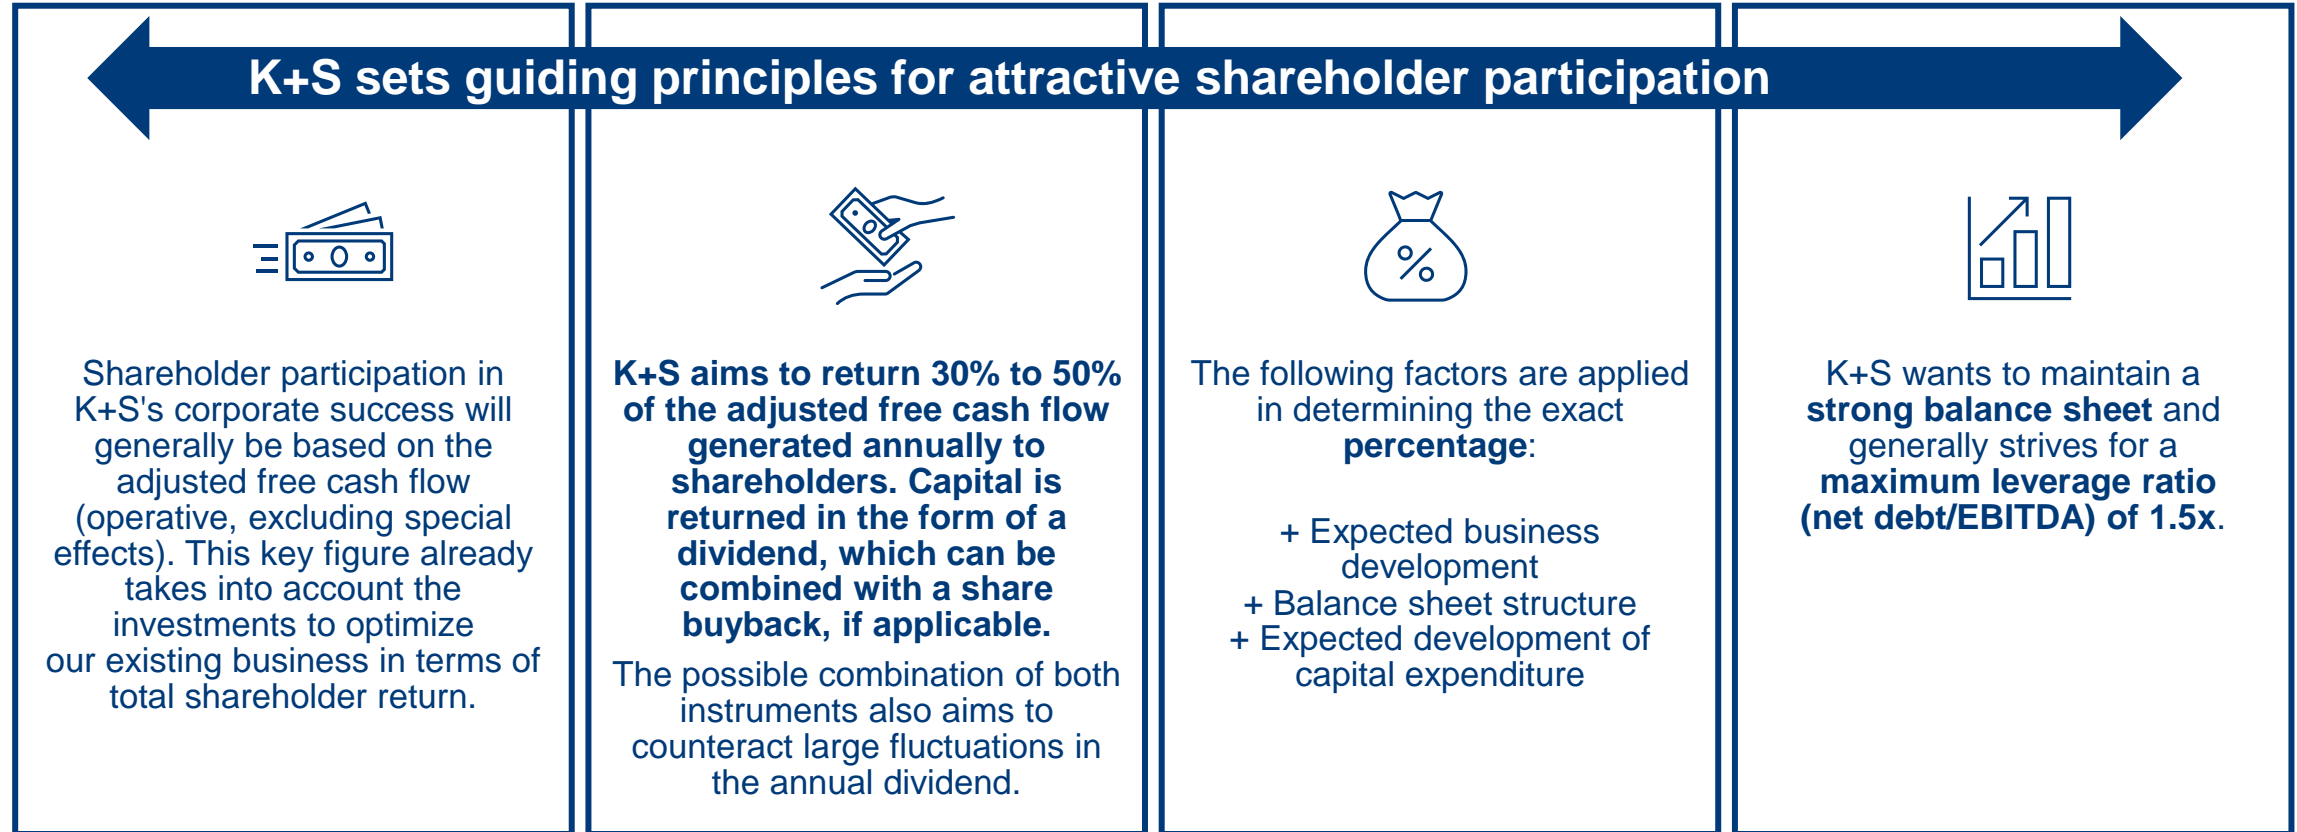 K+S sets guiding principles for attractive shareholder participation
Shareholder participation in
K+S's corporate success will
generally be based on the
adjusted free cash flow
(operative, excluding special
effects). This key figure already
takes into account the
investments to optimize
our existing business in terms of
total shareholder return.
K+S aims to return 30% to 50%
of the adjusted free cash flow
generated annually to
shareholders. Capital is
returned in the form of a
dividend, which can be
combined with a share
buyback, if applicable.
The possible combination of both
instruments also aims to
counteract large fluctuations in
the annual dividend.
%
The following factors are applied
in determining the exact
percentage:
+ Expected business
development
+ Balance sheet structure
+ Expected development of
capital expenditure
K+S wants to maintain a
strong balance sheet and
generally strives for a
maximum leverage ratio
(net debt/EBITDA) of 1.5x.